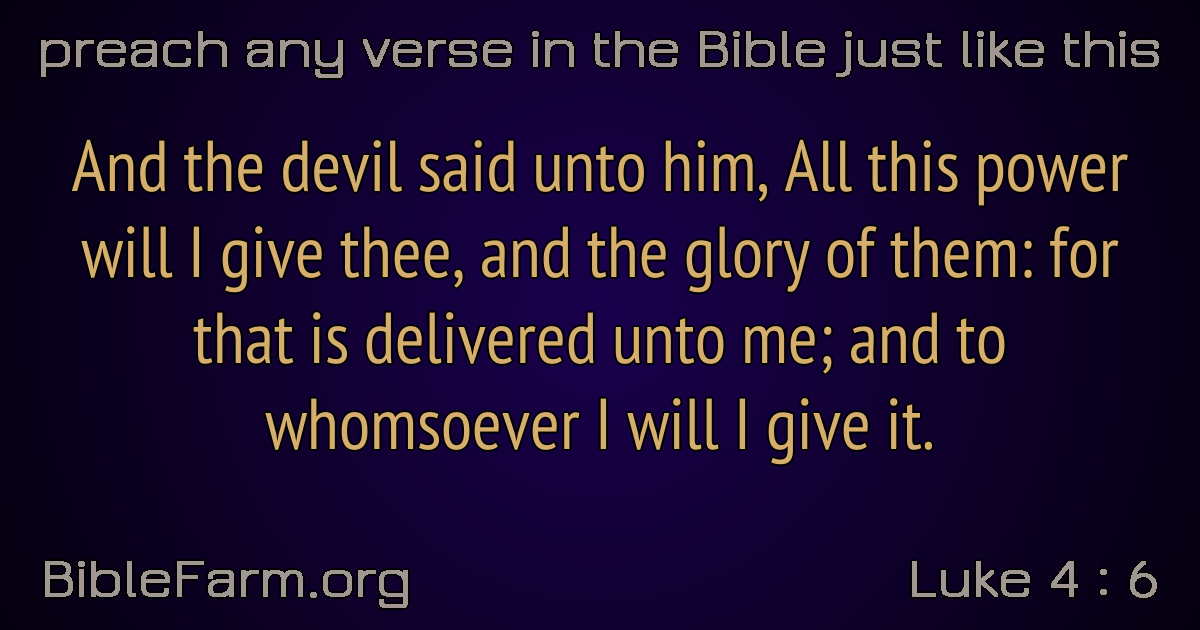 preach any verse in the Bible just like this
And the devil said unto him, All this power
will I give thee, and the glory of them: for
that is delivered unto me; and to
whomsoever I will I give it.
BibleFarm.org
Luke 4 : 6